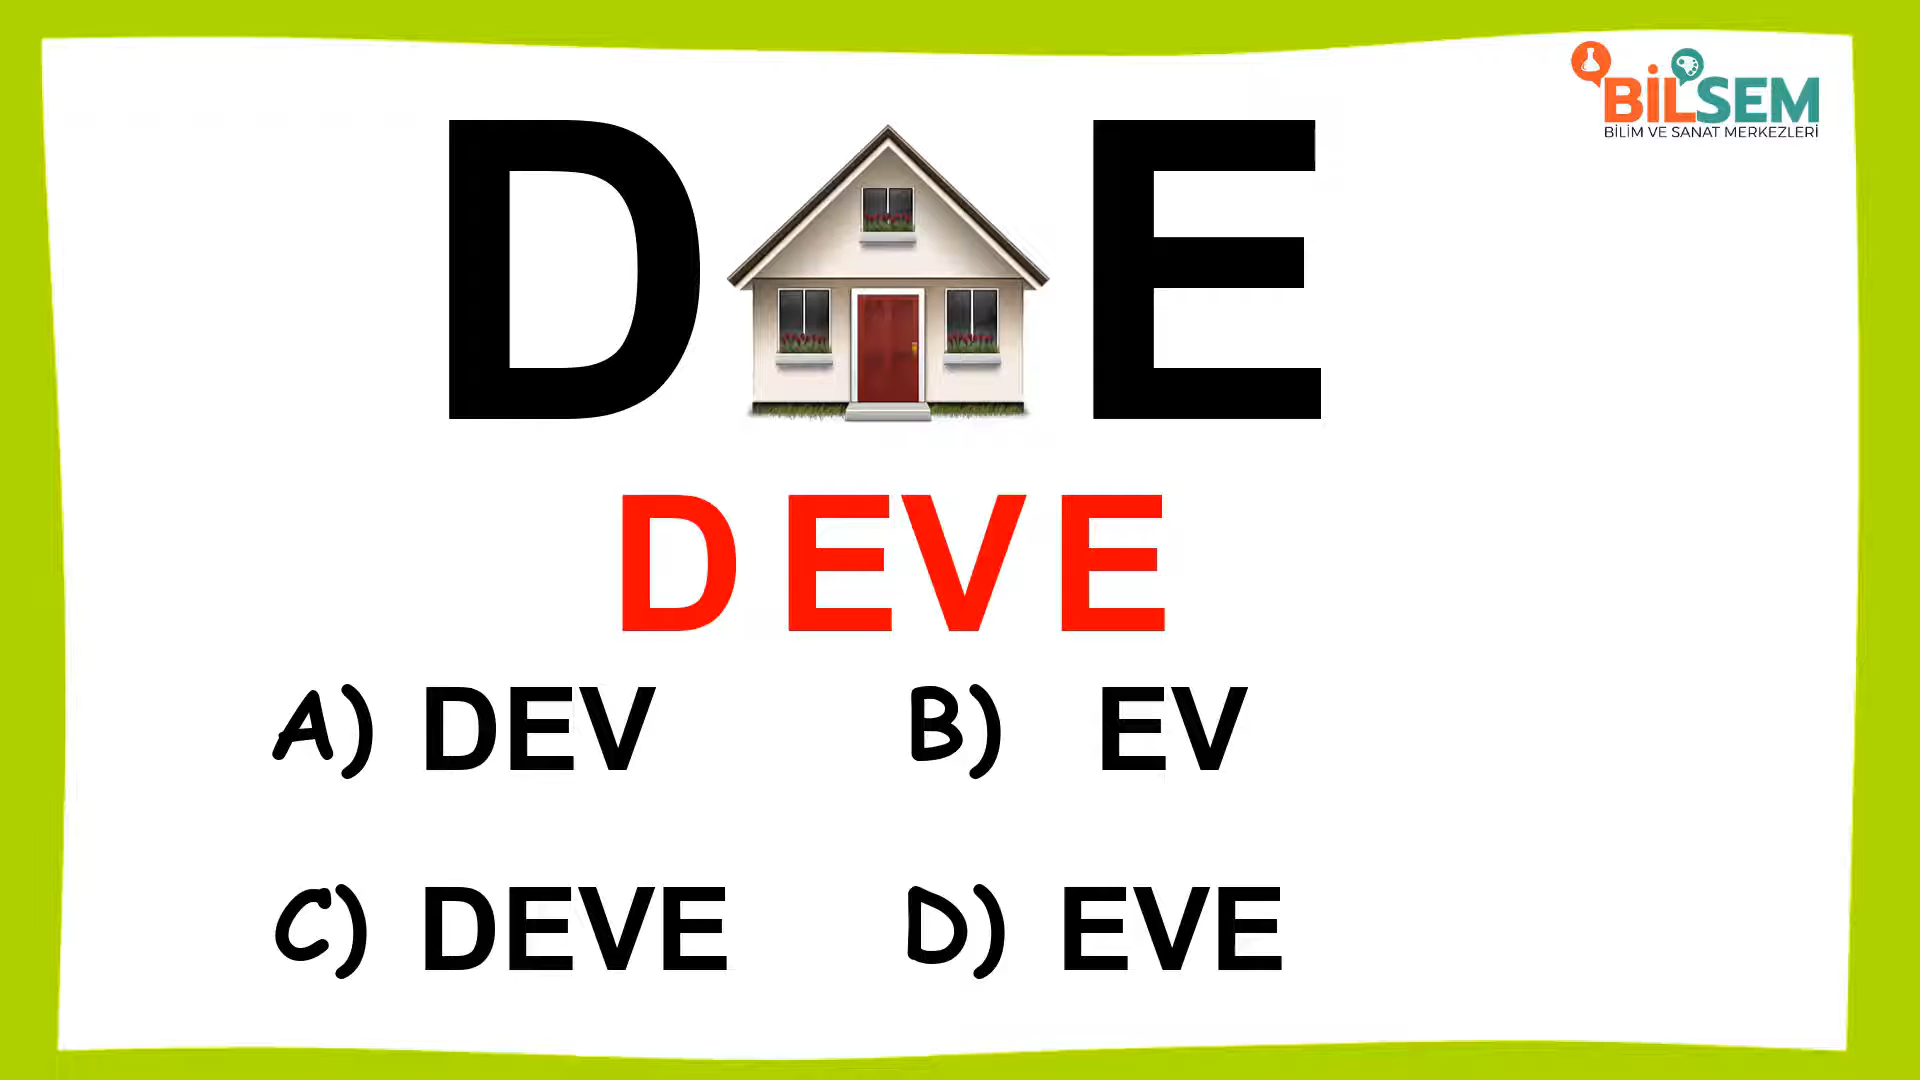 BİLSEM
BİLİM VE SANAT MERKEZLERİ
D E
DEVE
A) DEV B) EV
C) DEVE D) EVE